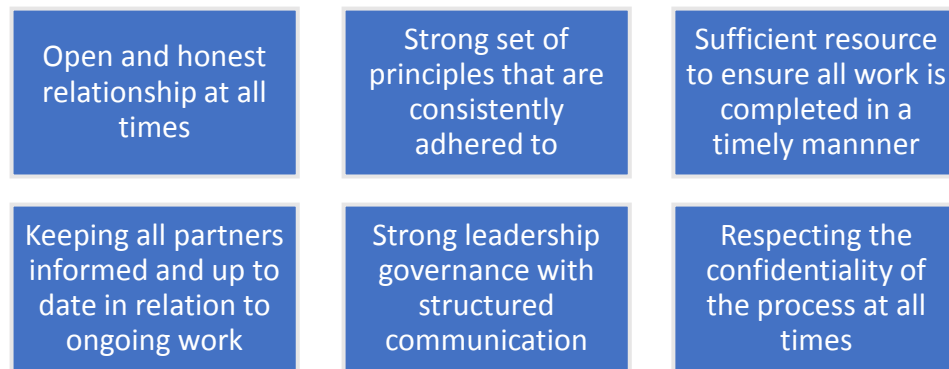 Open and honest
relationship at all
times
Strong set of
principles that are
consistently
adhered to
Sufficient resource
to ensure all work is
completed in a
timely mannner
Keeping all partners
informed and up to
date in relation to
ongoing work
Strong leadership
governance with
structured
communication
Respecting the
confidentiality of
the process at all
times